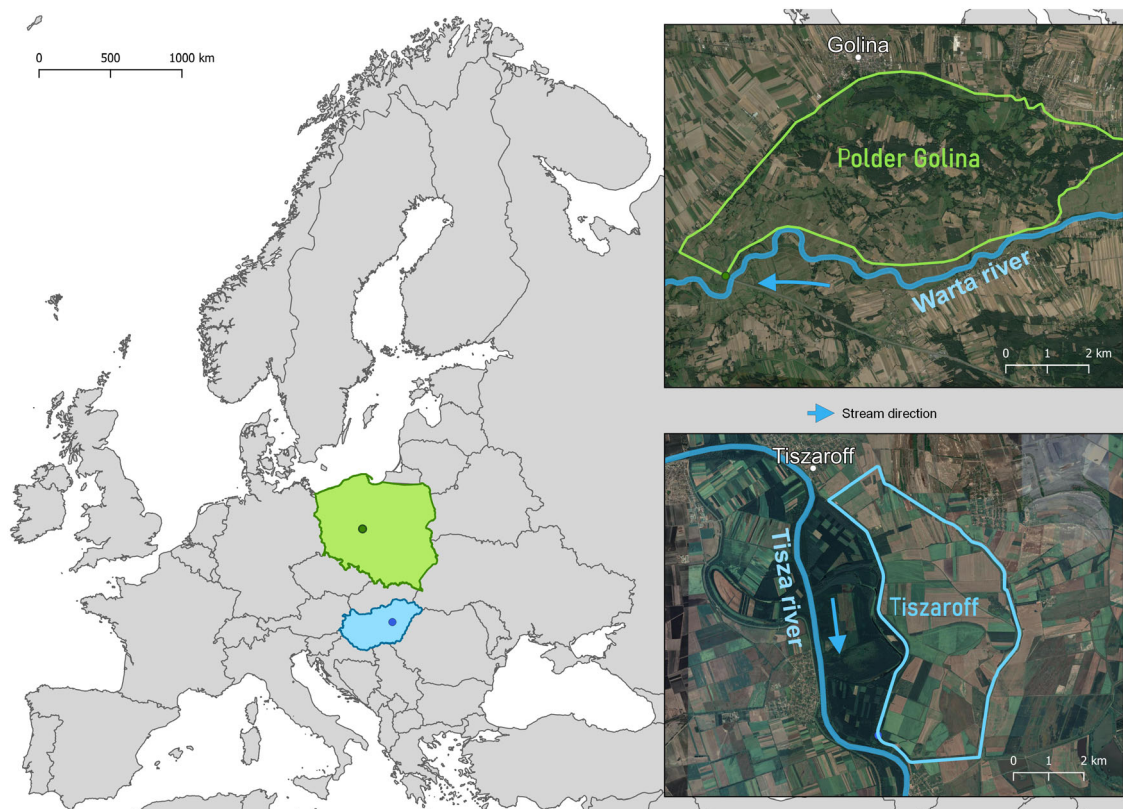 0 500 1000 km
Golina
Polder Golina
Warta river
0 1 2 km
Stream direction
Tiszaroff
Tisza river
Tiszaroff
0 1 2 km